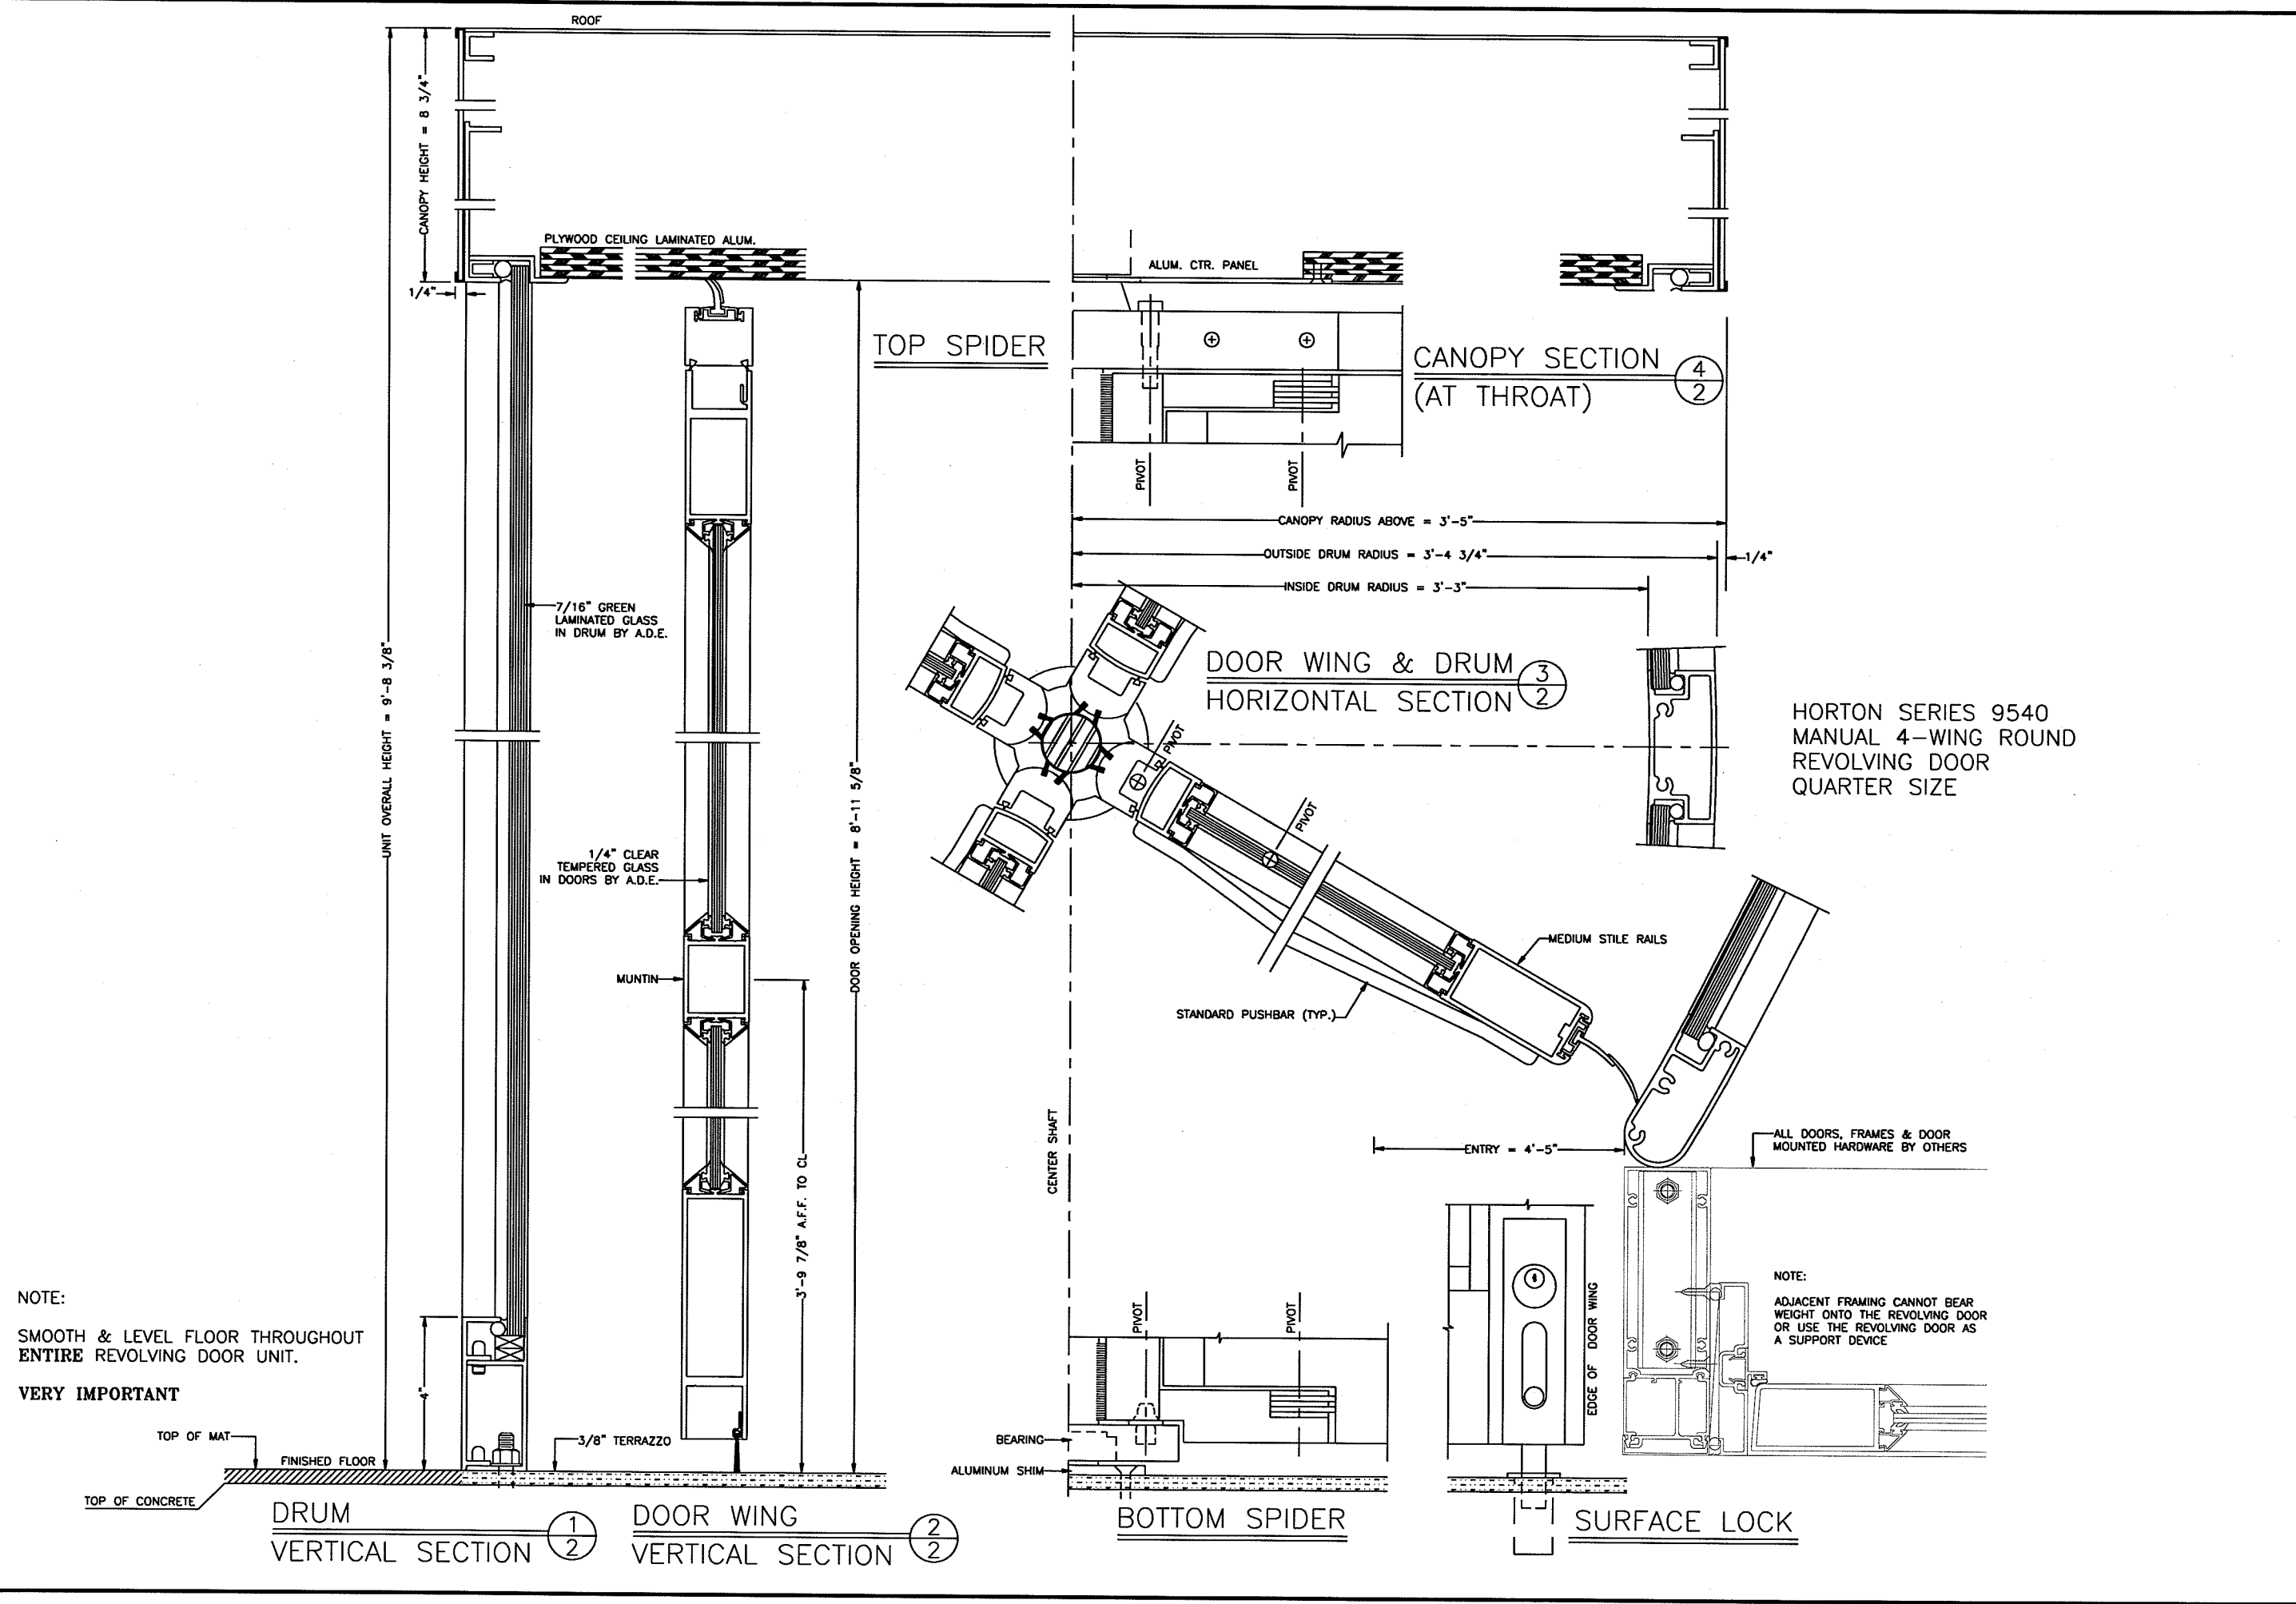 ROOF
CANOPY HEIGHT = 8 3/4"
PLYWOOD CEILING LAMINATED ALUM.
ALUM. CTR. PANEL
1/4"
TOP SPIDER
CANOPY SECTION
(AT THROAT)
4
2
PIVOT
PIVOT
CANOPY RADIUS ABOVE = 3'-5"
OUTSIDE DRUM RADIUS = 3'-4 3/4"
1/4"
INSIDE DRUM RADIUS = 3'-3"
7/16" GREEN
LAMINATED GLASS
IN DRUM BY A.D.E.
UNIT OVERALL HEIGHT = 9'-8 3/8"
DOOR WING & DRUM
HORIZONTAL SECTION
3
2
HORTON SERIES 9540
MANUAL 4-WING ROUND
REVOLVING DOOR
QUARTER SIZE
PIVOT
PIVOT
1/4" CLEAR
TEMPERED GLASS
IN DOORS BY A.D.E.
DOOR OPENING HEIGHT = 8'-11 5/8"
MUNTIN
MEDIUM STILE RAILS
STANDARD PUSHBAR (TYP.)
CENTER SHAFT
ENTRY = 4'-5"
ALL DOORS, FRAMES & DOOR
MOUNTED HARDWARE BY OTHERS
3'-9 7/8" A.F.F. TO CL
NOTE:
ADJACENT FRAMING CANNOT BEAR
WEIGHT ONTO THE REVOLVING DOOR
OR USE THE REVOLVING DOOR AS
A SUPPORT DEVICE
NOTE:
SMOOTH & LEVEL FLOOR THROUGHOUT
ENTIRE REVOLVING DOOR UNIT.
VERY IMPORTANT
4"
PIVOT
PIVOT
EDGE OF DOOR WING
TOP OF MAT
FINISHED FLOOR
TOP OF CONCRETE
3/8" TERRAZZO
BEARING
ALUMINUM SHIM
DRUM
VERTICAL SECTION
1
2
DOOR WING
VERTICAL SECTION
2
2
BOTTOM SPIDER
SURFACE LOCK